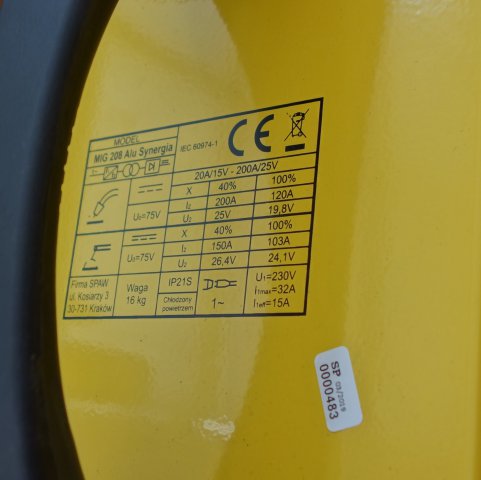 MODEL
MIG 208 Alu Synergia
IEC 60974-1
CE
20A/15V - 200A/25V
X 40% 100%
U₀=75V I₂ 200A 120A
U₂ 25V 19,8V
X 40% 100%
U₀=75V I₂ 150A 103A
U₂ 26,4V 24,1V
Firma SPAW
ul. Kosiarzy 3
30-731 Kraków
Waga
16 kg
IP21S
Chłodzony
powietrzem
1~
U₁=230V
I₁max=32A
I₁eff=15A
SP 03/2019
0000483